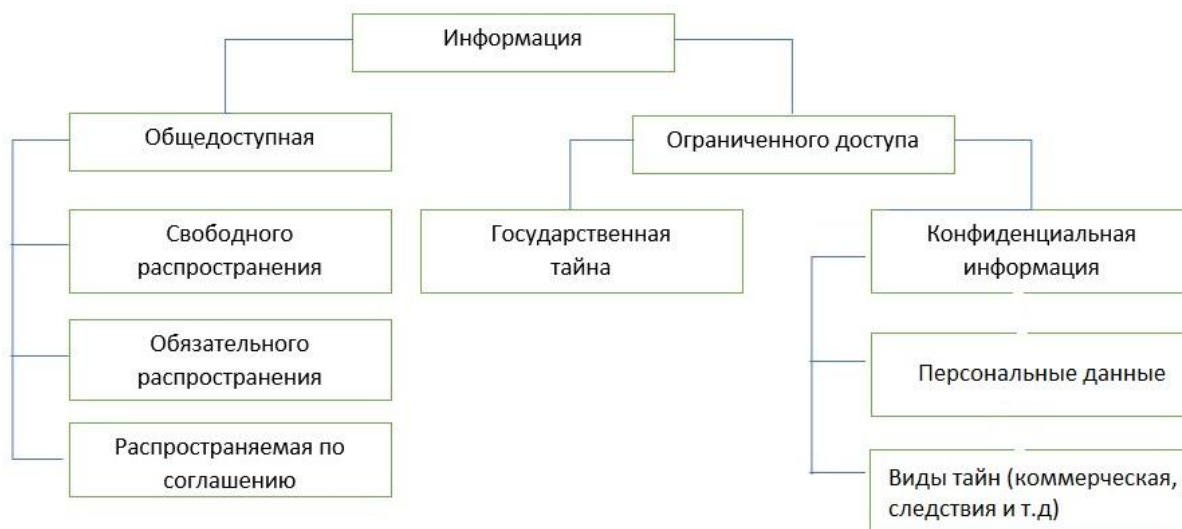 Информация
Общедоступная
Ограниченного доступа
Свободного
распространения
Государственная
тайна
Конфиденциальная
информация
Обязательного
распространения
Персональные данные
Распространяемая по
соглашению
Виды тайн (коммерческая,
следствия и т.д)